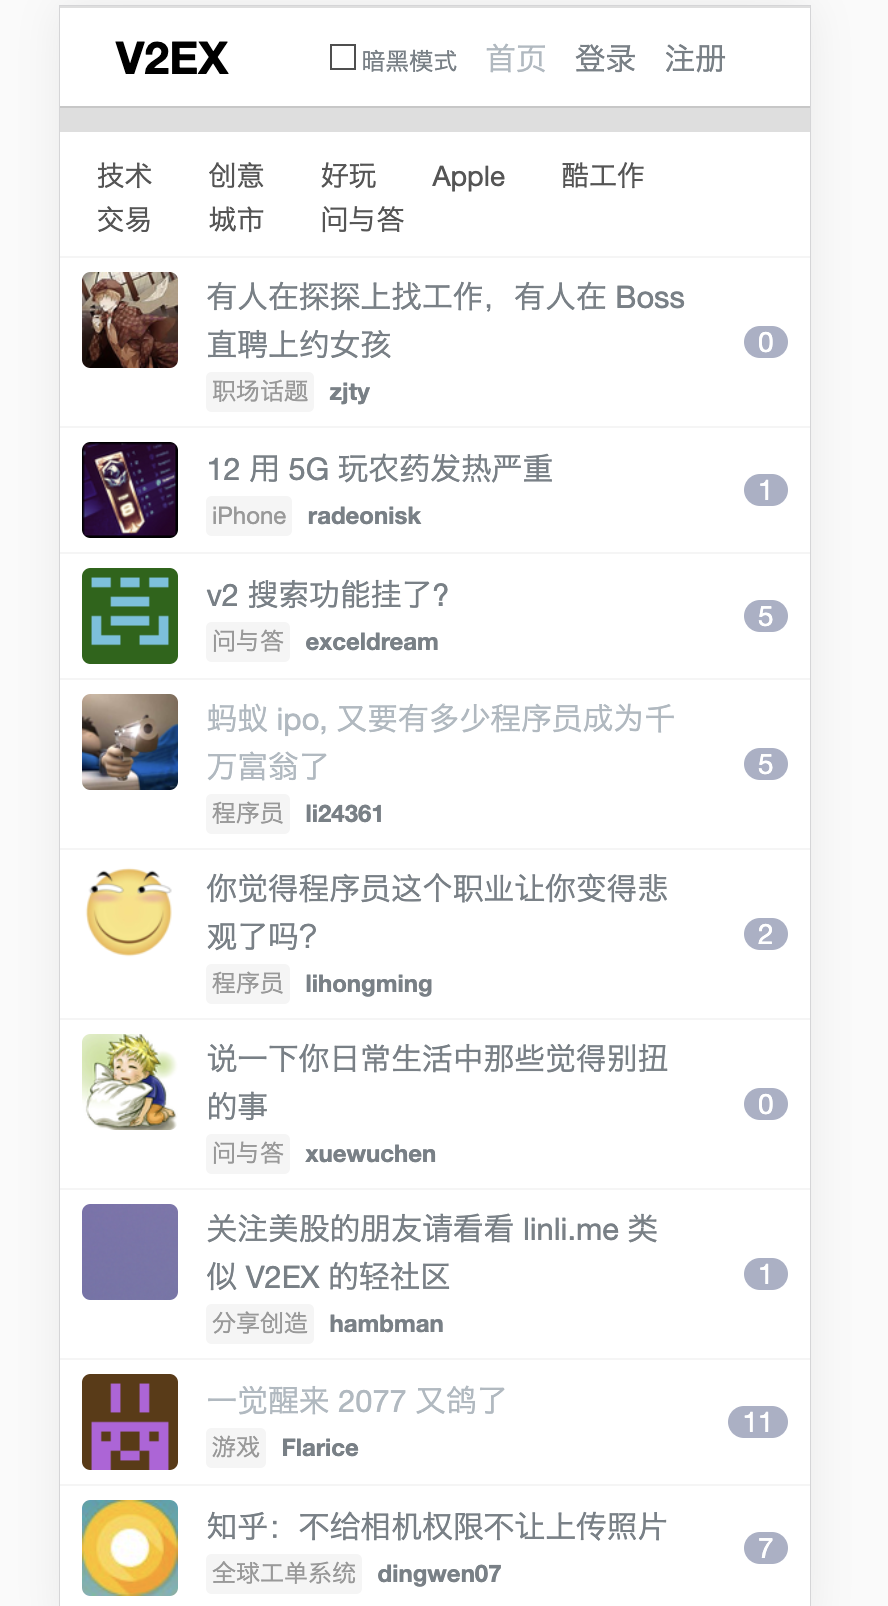 V2EX 暗黑模式 首页 登录 注册
技术 创意 好玩 Apple 酷工作
交易 城市 问与答
有人在探探上找工作，有人在 Boss
直聘上约女孩
0
职场话题 zjty
12 用 5G 玩农药发热严重
1
iPhone radeonisk
v2 搜索功能挂了?
5
问与答 exceldream
蚂蚁 ipo, 又要有多少程序员成为千
万富翁了
5
程序员 li24361
你觉得程序员这个职业让你变得悲
观了吗?
2
程序员 lihongming
说一下你日常生活中那些觉得别扭
的事
0
问与答 xuewuchen
关注美股的朋友请看看 linli.me 类
似 V2EX 的轻社区
1
分享创造 hambman
一觉醒来 2077 又鸽了
11
游戏 Flarice
知乎：不给相机权限不让上传照片
7
全球工单系统 dingwen07